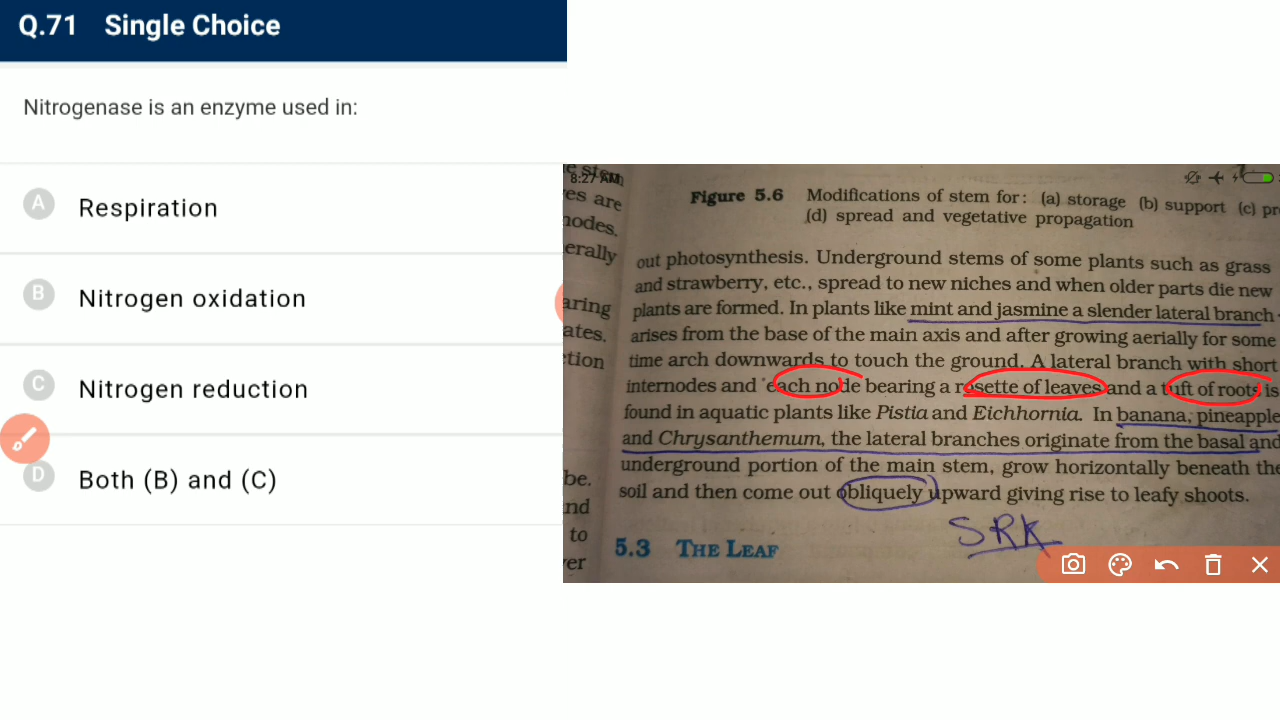 Q.71 Single Choice
Nitrogenase is an enzyme used in:
A Respiration
B Nitrogen oxidation
C Nitrogen reduction
D Both (B) and (C)
8:27 AM
e stem
es are
nodes.
erally
aring
ates.
tion
be.
nd
to
er
Figure 5.6 Modifications of stem for: (a) storage (b) support (c) pr
(d) spread and vegetative propagation
out photosynthesis. Underground stems of some plants such as grass
and strawberry, etc., spread to new niches and when older parts die new
plants are formed. In plants like mint and jasmine a slender lateral branch
arises from the base of the main axis and after growing aerially for some
time arch downwards to touch the ground. A lateral branch with short
internodes and each node bearing a rosette of leaves and a tuft of roots is
found in aquatic plants like Pistia and Eichhornia. In banana, pineapple
and Chrysanthemum, the lateral branches originate from the basal and
underground portion of the main stem, grow horizontally beneath the
soil and then come out obliquely upward giving rise to leafy shoots.
SRK
5.3 THE LEAF